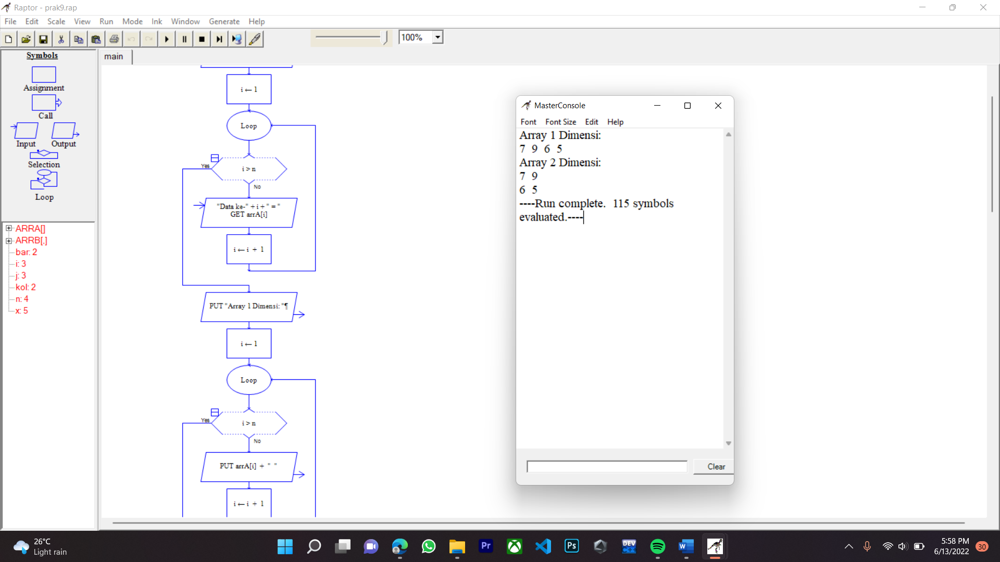 Raptor - prak9.rap
File Edit Scale View Run Mode Ink Window Generate Help
100%
Symbols
Assignment
Call
Input Output
Selection
Loop
ARRA[]
ARRB[,]
bar: 2
i: 3
j: 3
kol: 2
n: 4
x: 5
main
i ← 1
Loop
Yes
i > n
No
"Data ke-" + i + " = "
GET arrA[i]
i ← i + 1
PUT "Array 1 Dimensi: "¶
i ← 1
Loop
Yes
i > n
No
PUT arrA[i] + "  "
i ← i + 1
MasterConsole
Font Font Size Edit Help
Array 1 Dimensi:
7 9 6 5
Array 2 Dimensi:
7 9
6 5
----Run complete.  115 symbols
evaluated.----
Clear
26°C
Light rain
Pr
Ps
DEV
C++
W
5:58 PM
6/13/2022
30